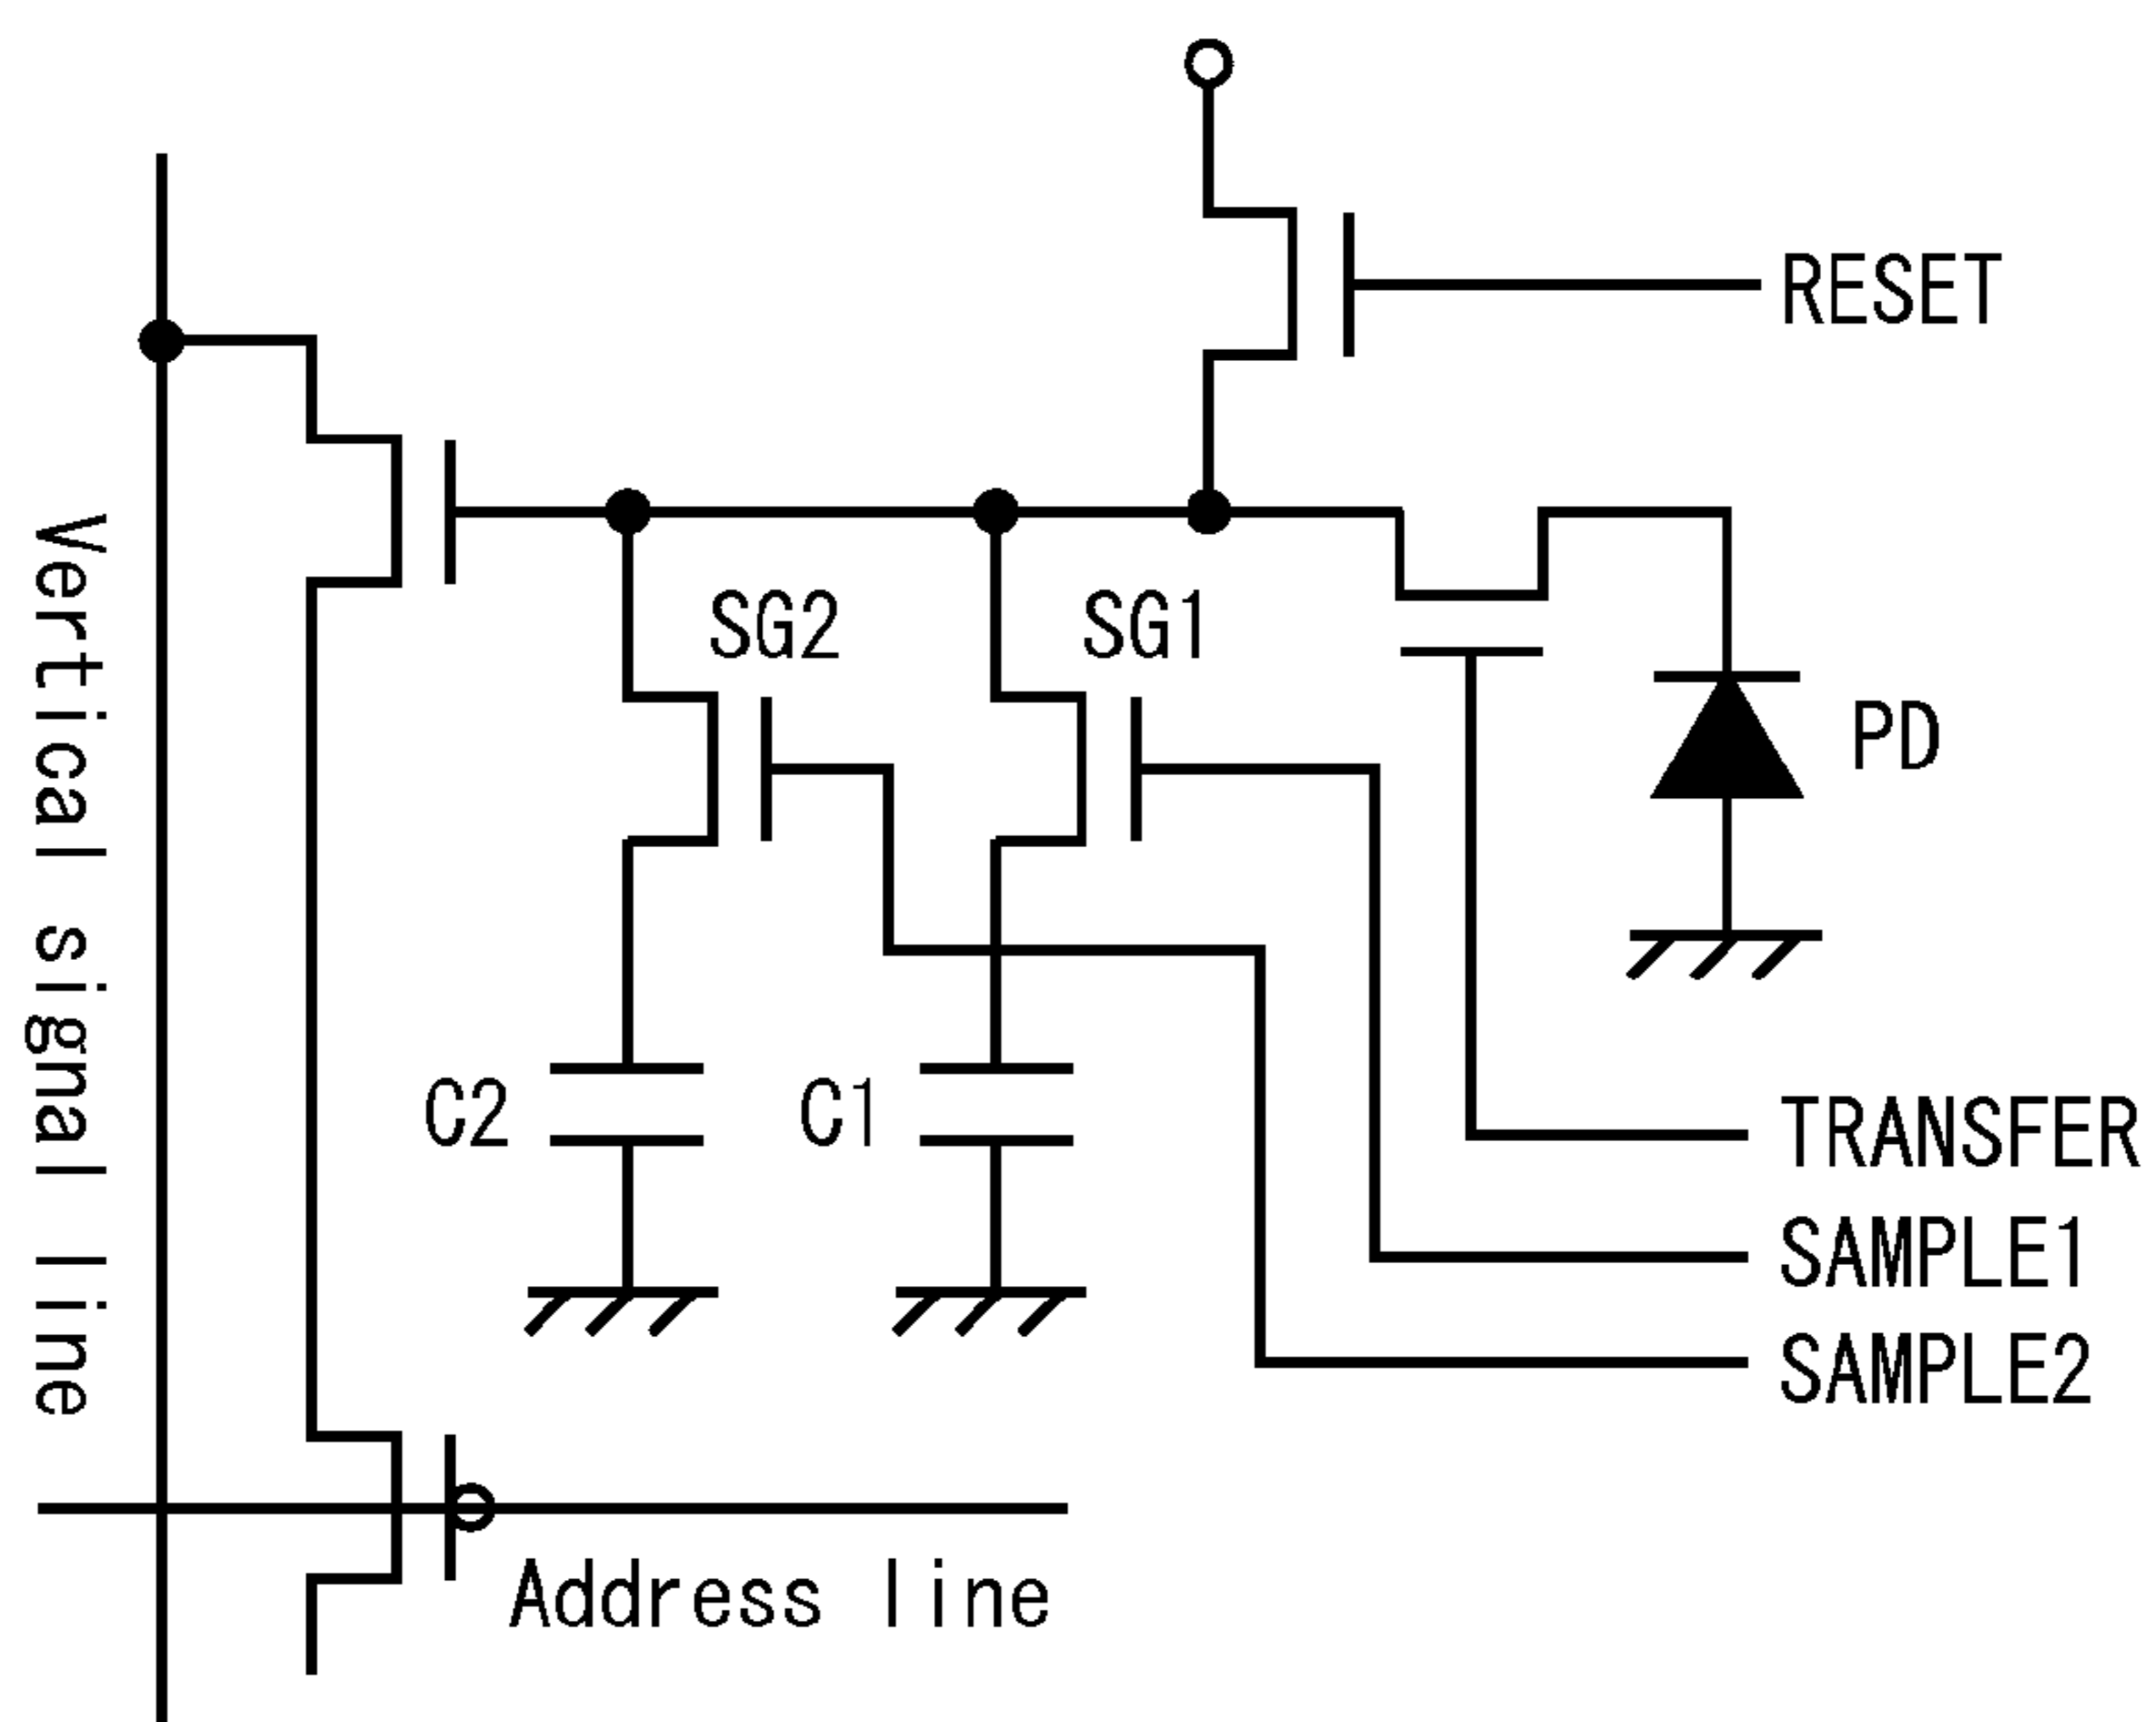 RESET
Vertical signal line
SG2
SG1
PD
C2
C1
TRANSFER
SAMPLE1
SAMPLE2
Address line